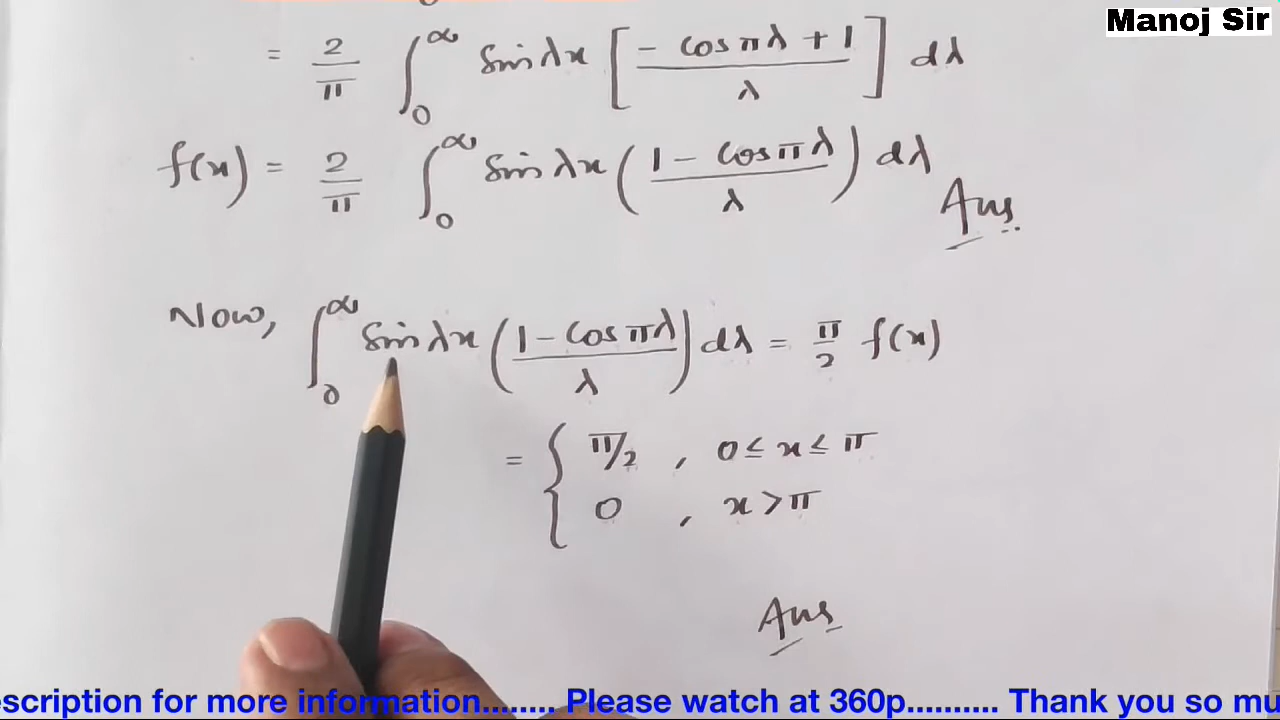 Manoj Sir
= 2/π ∫₀^∞ sin λx [ (- cos πλ + 1) / λ ] dλ
f(x) = 2/π ∫₀^∞ sin λx ( (1 - cos πλ) / λ ) dλ
Ans
Now, ∫₀^∞ sin λx ( (1 - cos πλ) / λ ) dλ = π/2 f(x)
= { π/2 , 0 ≤ x ≤ π
0 , x > π
Ans
scription for more information........ Please watch at 360p.......... Thank you so mu